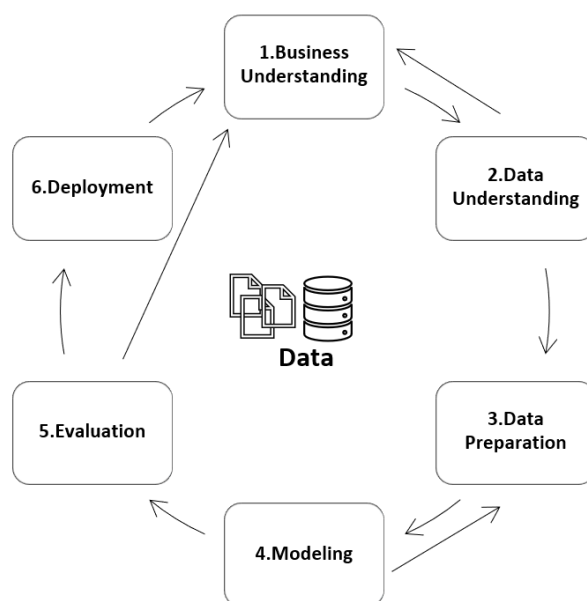 1.Business
Understanding
2.Data
Understanding
3.Data
Preparation
4.Modeling
5.Evaluation
6.Deployment
Data